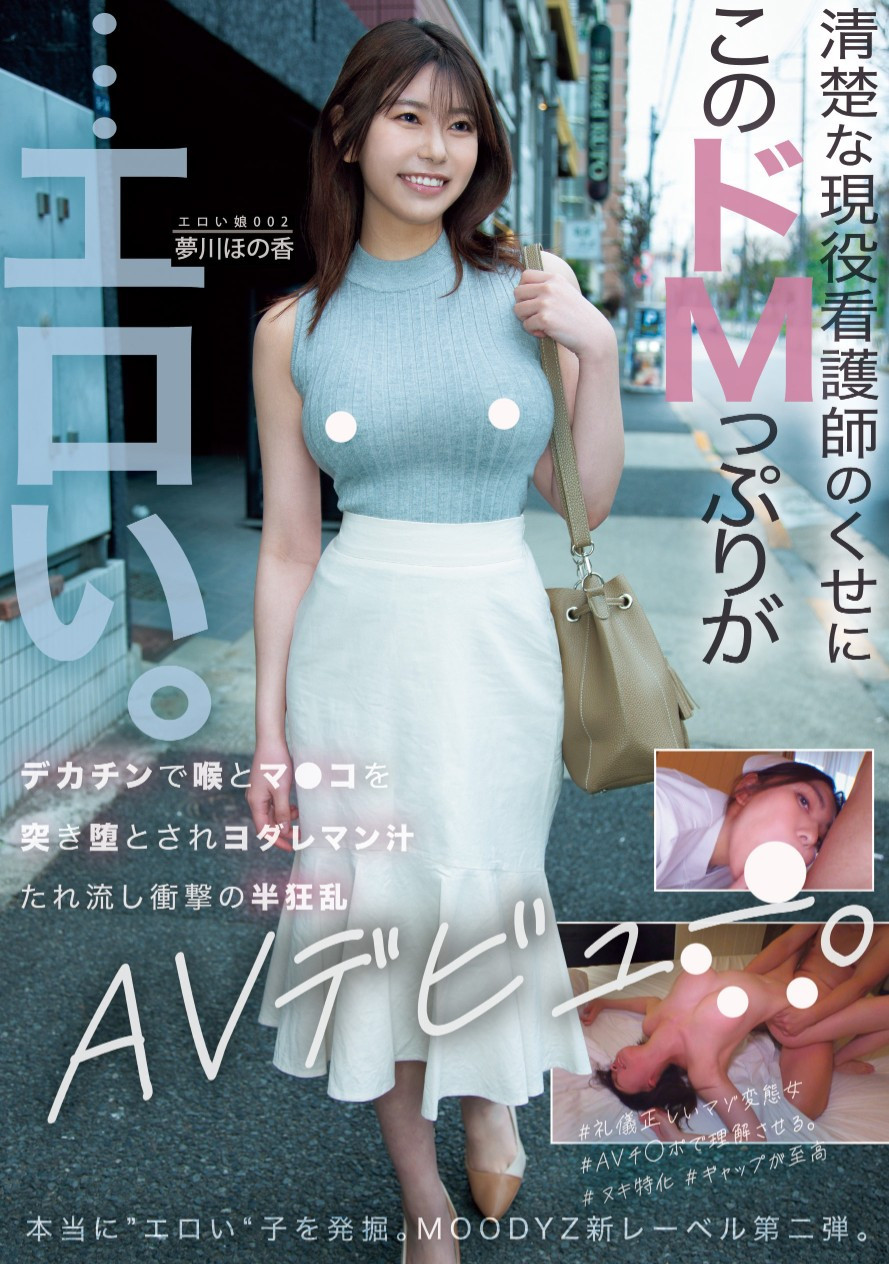 清楚な現役看護師のくせに
このドMっぷりが
…エロい。
エロい娘002
夢川ほの香
デカチンで喉とマ●コを
突き堕とされヨダレマン汁
たれ流し衝撃の半狂乱
AVデビュー。
#礼儀正しいマゾ変態女
#AVチ〇ポで理解させる。
#ヌキ特化 #ギャップが至高
本当に”エロい“子を発掘。MOODYZ新レーベル第二弾。